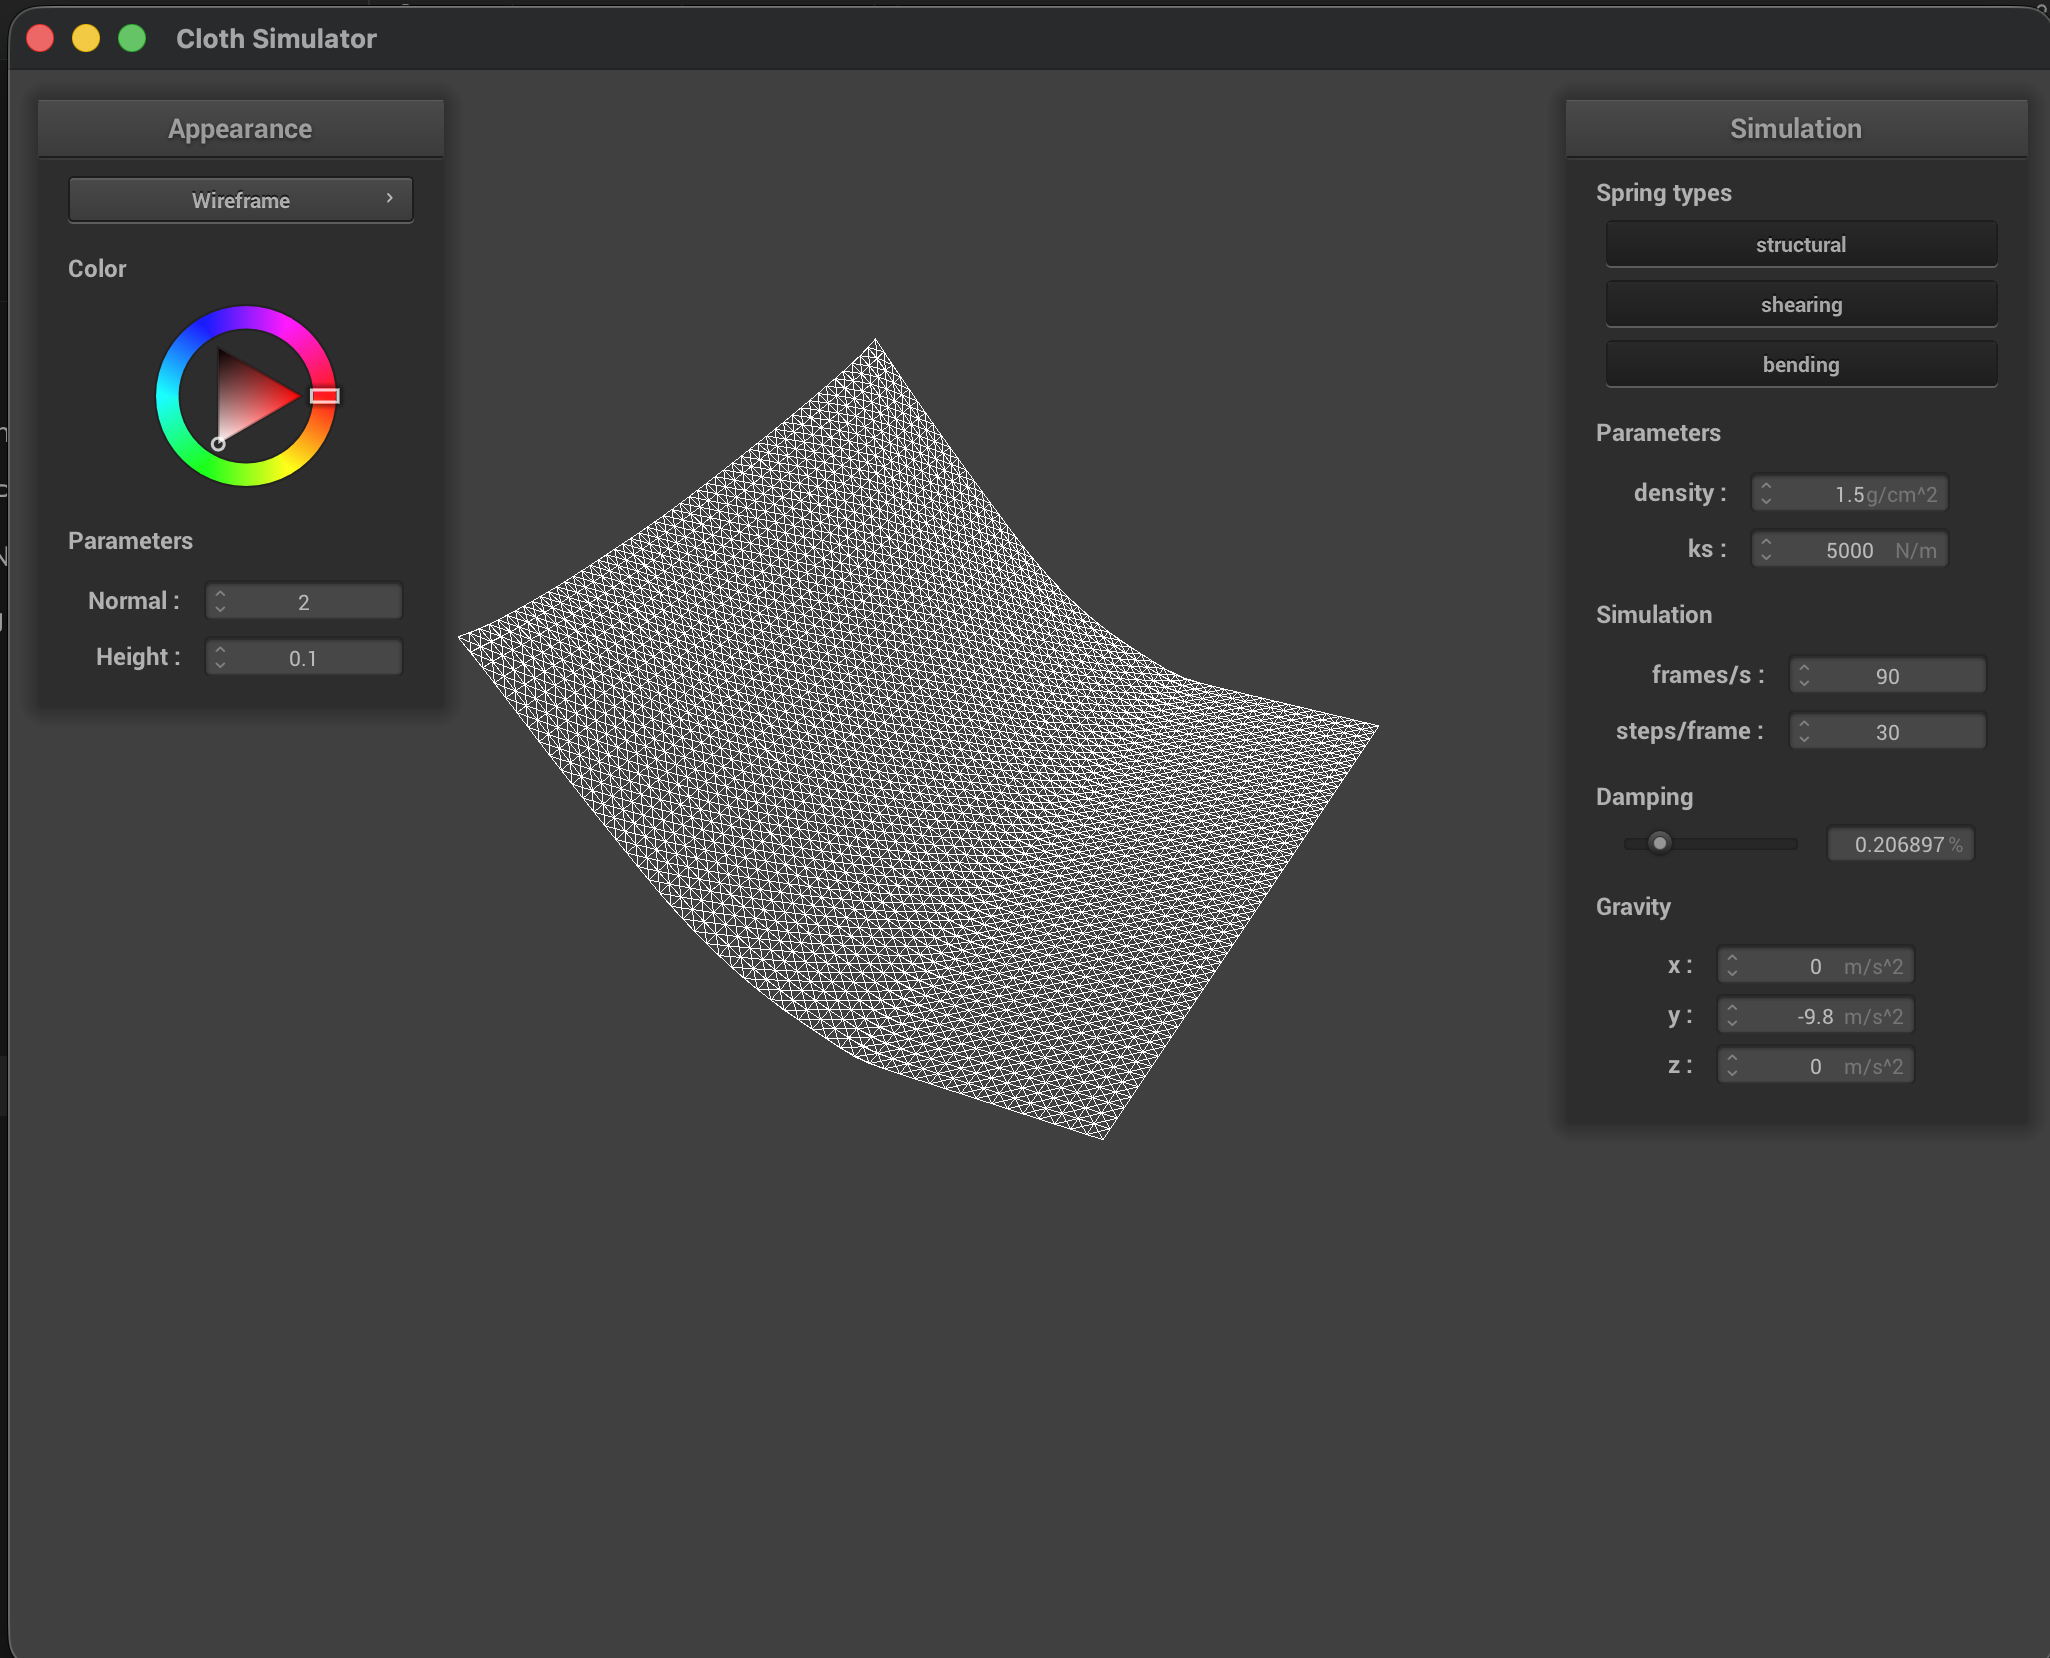 Cloth Simulator
Appearance
Wireframe
Color
Parameters
Normal : 2
Height : 0.1
Simulation
Spring types
structural
shearing
bending
Parameters
density : 1.5 g/cm^2
ks : 5000 N/m
Simulation
frames/s : 90
steps/frame : 30
Damping
0.206897 %
Gravity
x : 0 m/s^2
y : -9.8 m/s^2
z : 0 m/s^2